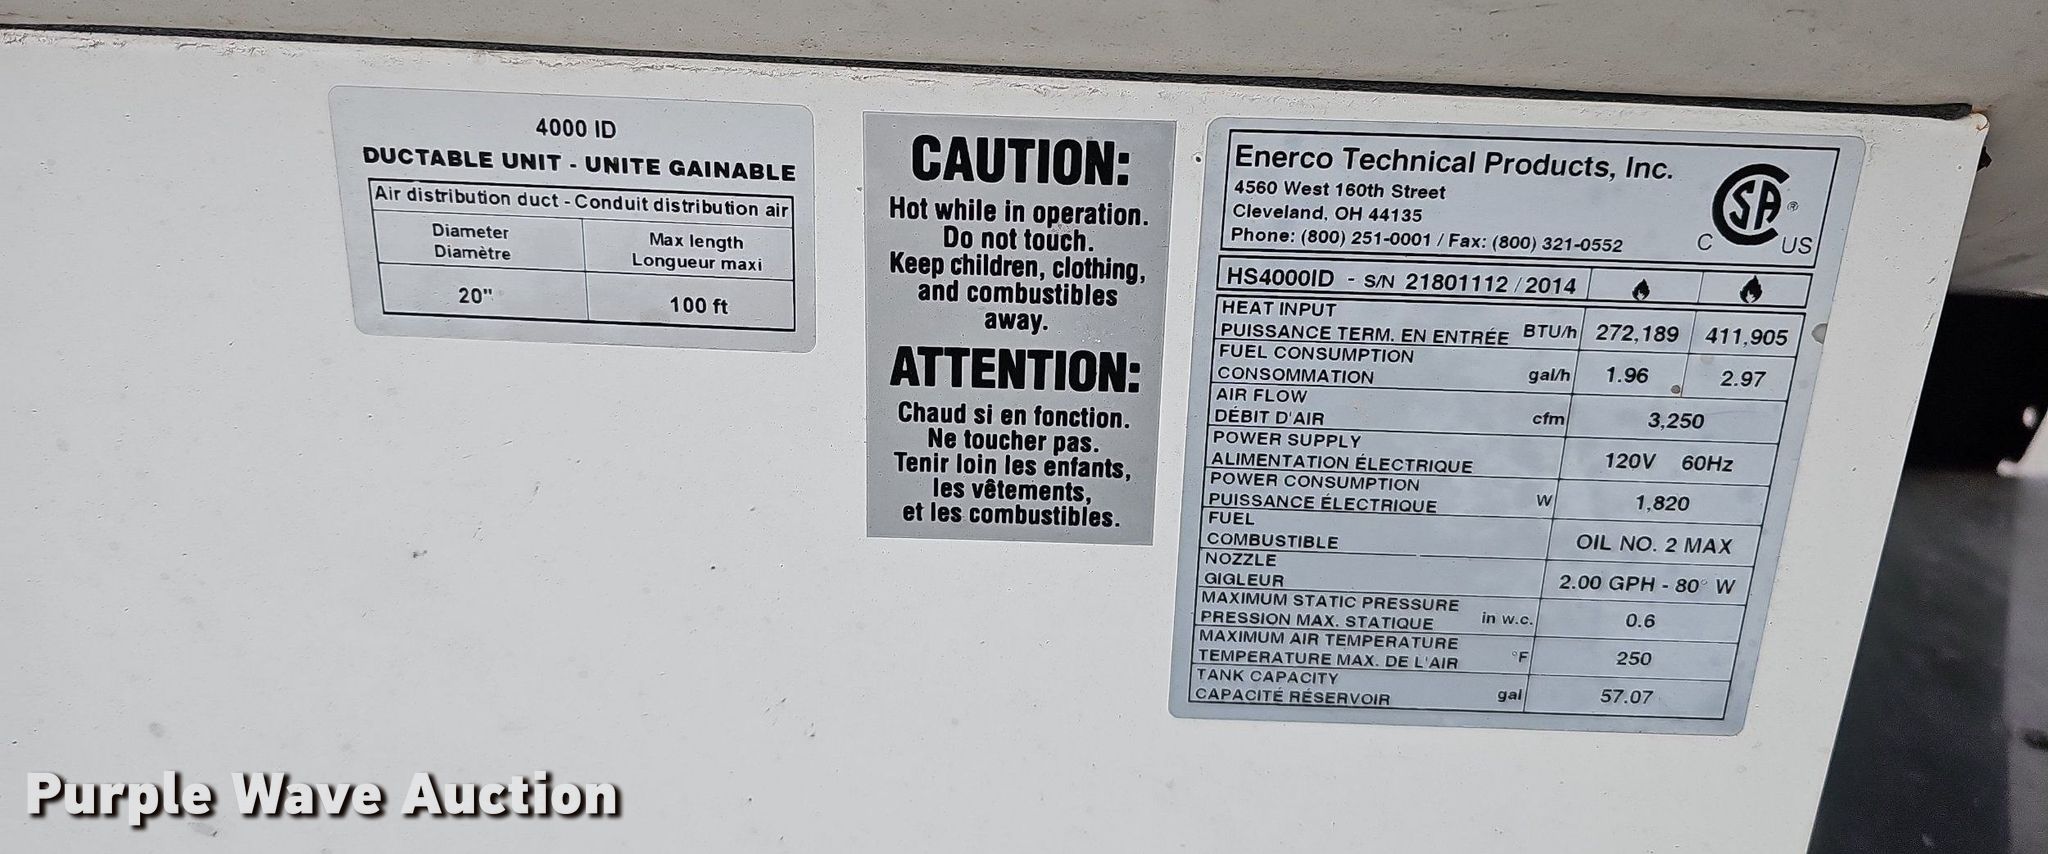 4000 ID
DUCTABLE UNIT - UNITE GAINABLE
Air distribution duct - Conduit distribution air
Diameter
Diamètre
Max length
Longueur maxi
20"
100 ft
CAUTION:
Hot while in operation.
Do not touch.
Keep children, clothing,
and combustibles
away.
ATTENTION:
Chaud si en fonction.
Ne toucher pas.
Tenir loin les enfants,
les vêtements,
et les combustibles.
Enerco Technical Products, Inc.
4560 West 160th Street
Cleveland, OH 44135
Phone: (800) 251-0001 / Fax: (800) 321-0552
CSA ® C US
HS4000ID - S/N 21801112 / 2014
HEAT INPUT
PUISSANCE TERM. EN ENTRÉE BTU/h 272,189 411,905
FUEL CONSUMPTION
CONSOMMATION gal/h 1.96 2.97
AIR FLOW
DÉBIT D'AIR cfm 3,250
POWER SUPPLY
ALIMENTATION ÉLECTRIQUE 120V 60Hz
POWER CONSUMPTION
PUISSANCE ÉLECTRIQUE W 1,820
FUEL
COMBUSTIBLE OIL NO. 2 MAX
NOZZLE
GIGLEUR 2.00 GPH - 80° W
MAXIMUM STATIC PRESSURE
PRESSION MAX. STATIQUE in w.c. 0.6
MAXIMUM AIR TEMPERATURE
TEMPERATURE MAX. DE L'AIR °F 250
TANK CAPACITY
CAPACITÉ RÉSERVOIR gal 57.07
Purple Wave Auction